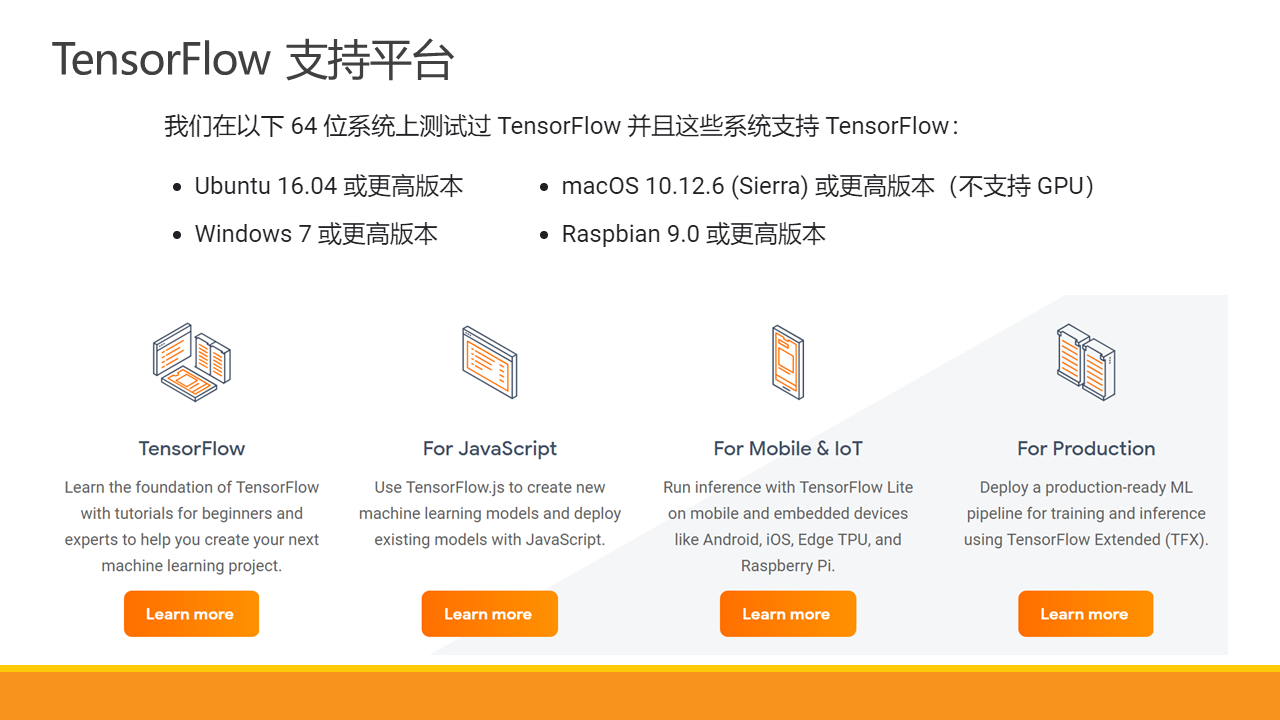 TensorFlow 支持平台
我们在以下 64 位系统上测试过 TensorFlow 并且这些系统支持 TensorFlow：
• Ubuntu 16.04 或更高版本
• macOS 10.12.6 (Sierra) 或更高版本（不支持 GPU）
• Windows 7 或更高版本
• Raspbian 9.0 或更高版本
TensorFlow
Learn the foundation of TensorFlow
with tutorials for beginners and
experts to help you create your next
machine learning project.
Learn more
For JavaScript
Use TensorFlow.js to create new
machine learning models and deploy
existing models with JavaScript.
Learn more
For Mobile & IoT
Run inference with TensorFlow Lite
on mobile and embedded devices
like Android, iOS, Edge TPU, and
Raspberry Pi.
Learn more
For Production
Deploy a production-ready ML
pipeline for training and inference
using TensorFlow Extended (TFX).
Learn more